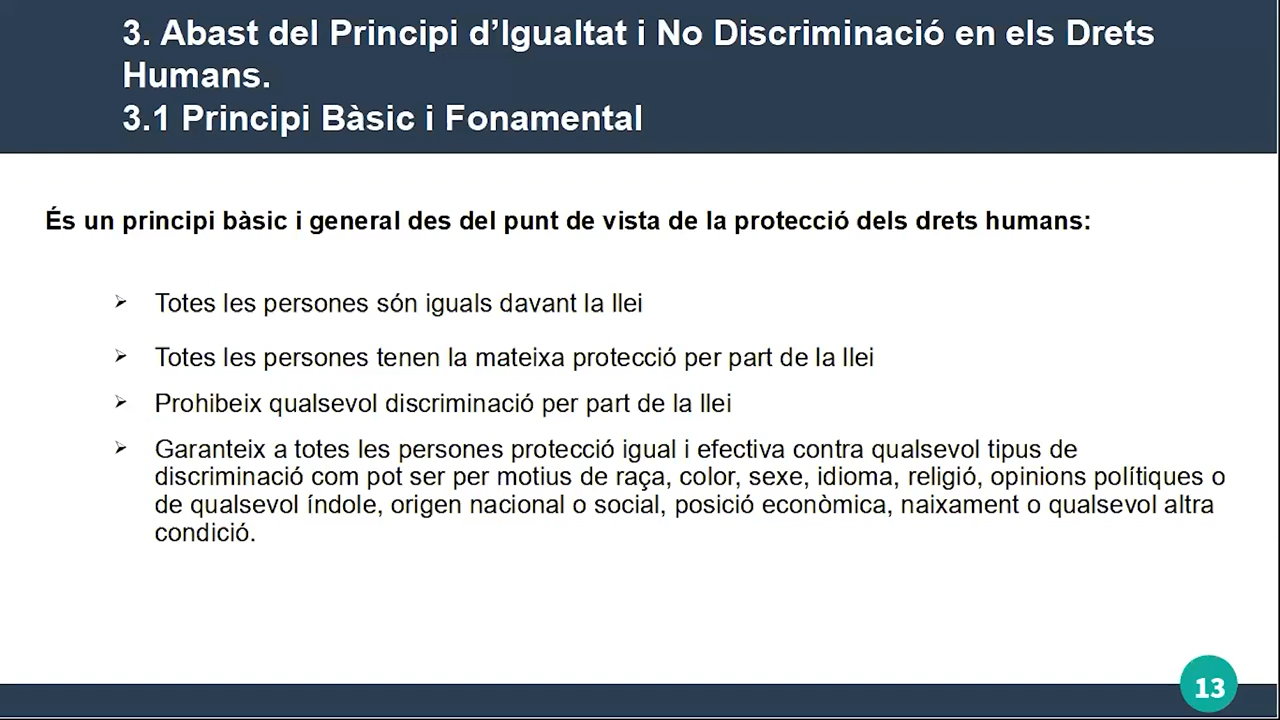 3. Abast del Principi d’Igualtat i No Discriminació en els Drets
Humans.
3.1 Principi Bàsic i Fonamental
És un principi bàsic i general des del punt de vista de la protecció dels drets humans:
➢ Totes les persones són iguals davant la llei
➢ Totes les persones tenen la mateixa protecció per part de la llei
➢ Prohibeix qualsevol discriminació per part de la llei
➢ Garanteix a totes les persones protecció igual i efectiva contra qualsevol tipus de
discriminació com pot ser per motius de raça, color, sexe, idioma, religió, opinions polítiques o
de qualsevol índole, origen nacional o social, posició econòmica, naixament o qualsevol altra
condició.
13